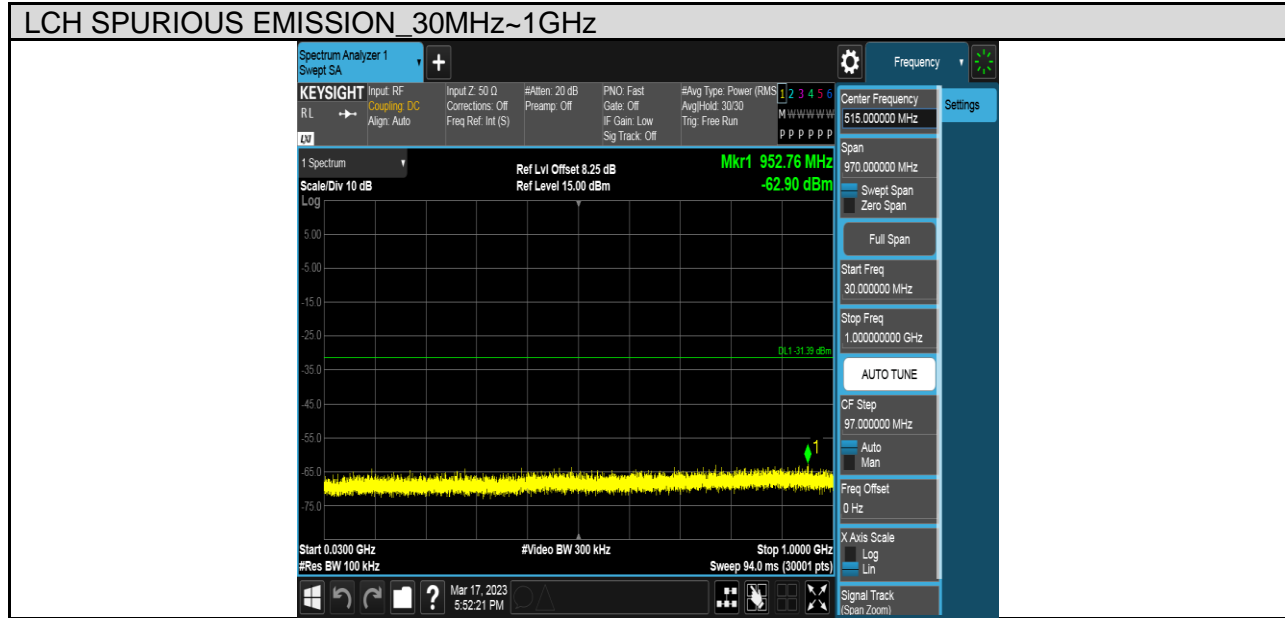 LCH SPURIOUS EMISSION_30MHz~1GHz
Spectrum Analyzer 1
Swept SA
+
Frequency
KEYSIGHT
RL
LXI
Input: RF
Coupling: DC
Align: Auto
Input Z: 50 Ω
Corrections: Off
Freq Ref: Int (S)
#Atten: 20 dB
Preamp: Off
PNO: Fast
Gate: Off
IF Gain: Low
Sig Track: Off
#Avg Type: Power (RMS
Avg|Hold: 30/30
Trig: Free Run
1 2 3 4 5 6
M W W W W W
P P P P P P
1 Spectrum
Scale/Div 10 dB
Log
Ref Lvl Offset 8.25 dB
Ref Level 15.00 dBm
Mkr1 952.76 MHz
-62.90 dBm
5.00
-5.00
-15.0
-25.0
DL1 -31.39 dBm
-35.0
-45.0
-55.0
1
-65.0
-75.0
Start 0.0300 GHz
#Res BW 100 kHz
#Video BW 300 kHz
Stop 1.0000 GHz
Sweep 94.0 ms (30001 pts)
?
Mar 17, 2023
5:52:21 PM
Center Frequency
515.000000 MHz
Settings
Span
970.000000 MHz
Swept Span
Zero Span
Full Span
Start Freq
30.000000 MHz
Stop Freq
1.000000000 GHz
AUTO TUNE
CF Step
97.000000 MHz
Auto
Man
Freq Offset
0 Hz
X Axis Scale
Log
Lin
Signal Track
(Span Zoom)